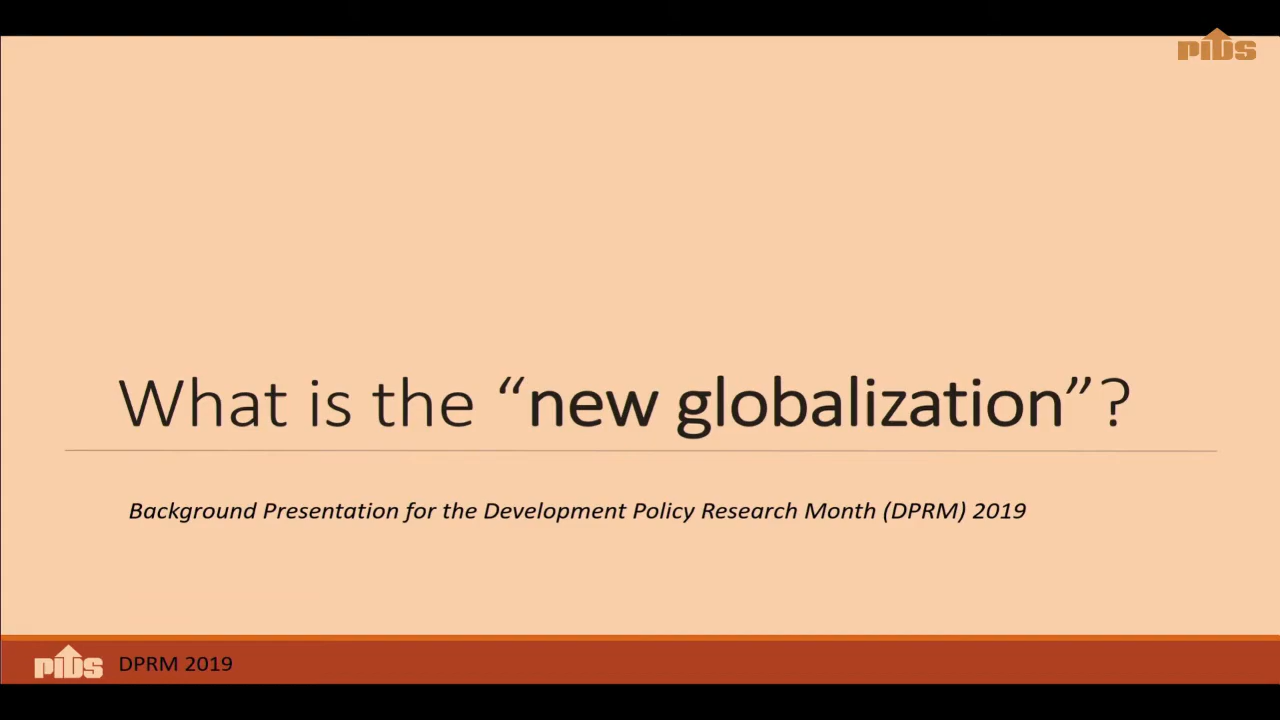 PIDS
What is the “new globalization”?
Background Presentation for the Development Policy Research Month (DPRM) 2019
PIDS DPRM 2019